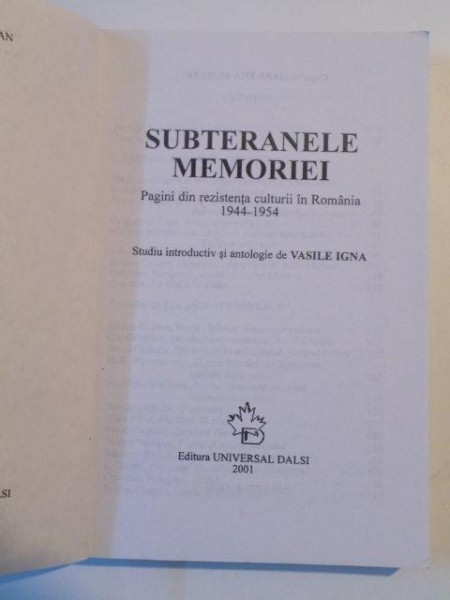 SUBTERANELE
MEMORIEI
Pagini din rezistența culturii în România
1944-1954
Studiu introductiv și antologie de VASILE IGNA
Editura UNIVERSAL DALSI
2001